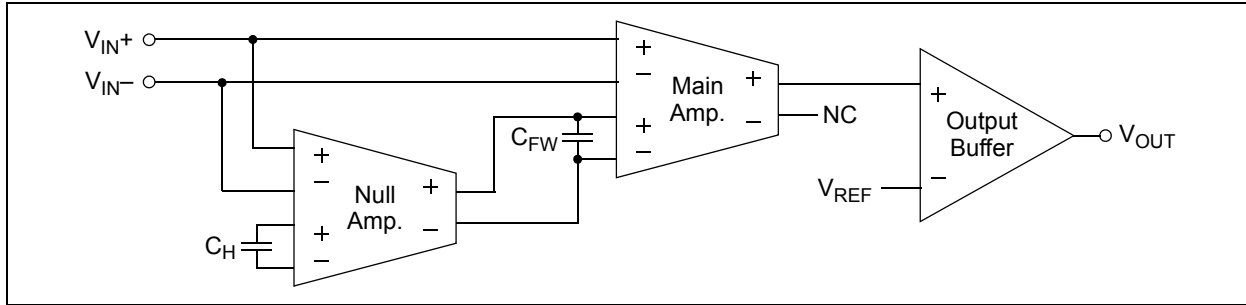 V_IN+
V_IN–
+
–
Main
Amp.
+
–
+
–
NC
C_FW
+
–
Output
Buffer
V_OUT
V_REF
+
–
Null
Amp.
+
–
+
–
C_H